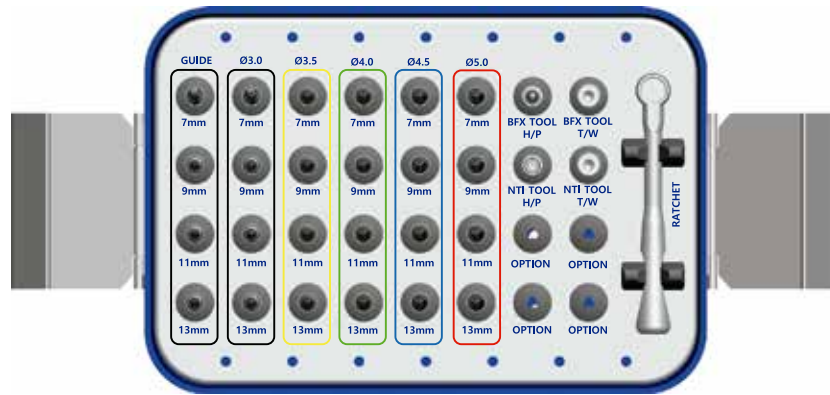 GUIDE Ø3.0 Ø3.5 Ø4.0 Ø4.5 Ø5.0
7mm 7mm 7mm 7mm 7mm 7mm BFX TOOL H/P BFX TOOL T/W
9mm 9mm 9mm 9mm 9mm 9mm NTI TOOL H/P NTI TOOL T/W
11mm 11mm 11mm 11mm 11mm 11mm OPTION OPTION
13mm 13mm 13mm 13mm 13mm 13mm OPTION OPTION
RATCHET